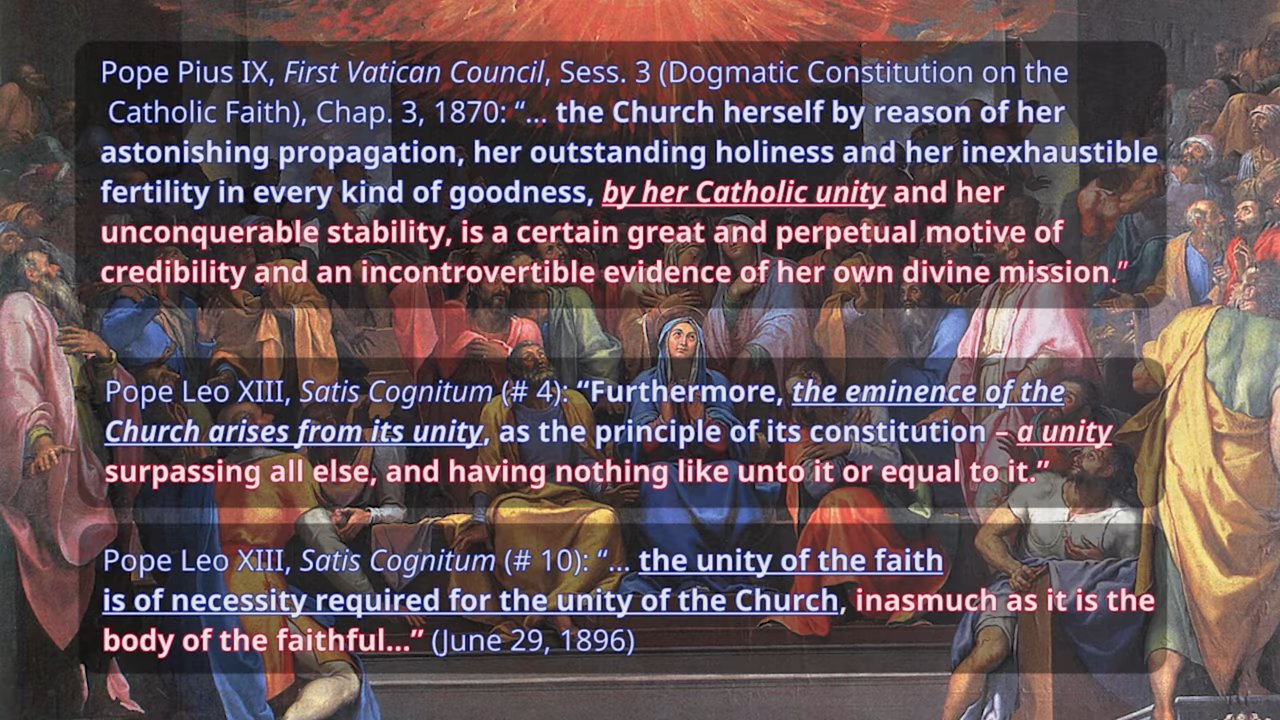 Pope Pius IX, First Vatican Council, Sess. 3 (Dogmatic Constitution on the
Catholic Faith), Chap. 3, 1870: “... the Church herself by reason of her
astonishing propagation, her outstanding holiness and her inexhaustible
fertility in every kind of goodness, by her Catholic unity and her
unconquerable stability, is a certain great and perpetual motive of
credibility and an incontrovertible evidence of her own divine mission.”
Pope Leo XIII, Satis Cognitum (# 4): “Furthermore, the eminence of the
Church arises from its unity, as the principle of its constitution – a unity
surpassing all else, and having nothing like unto it or equal to it.”
Pope Leo XIII, Satis Cognitum (# 10): “... the unity of the faith
is of necessity required for the unity of the Church, inasmuch as it is the
body of the faithful...” (June 29, 1896)